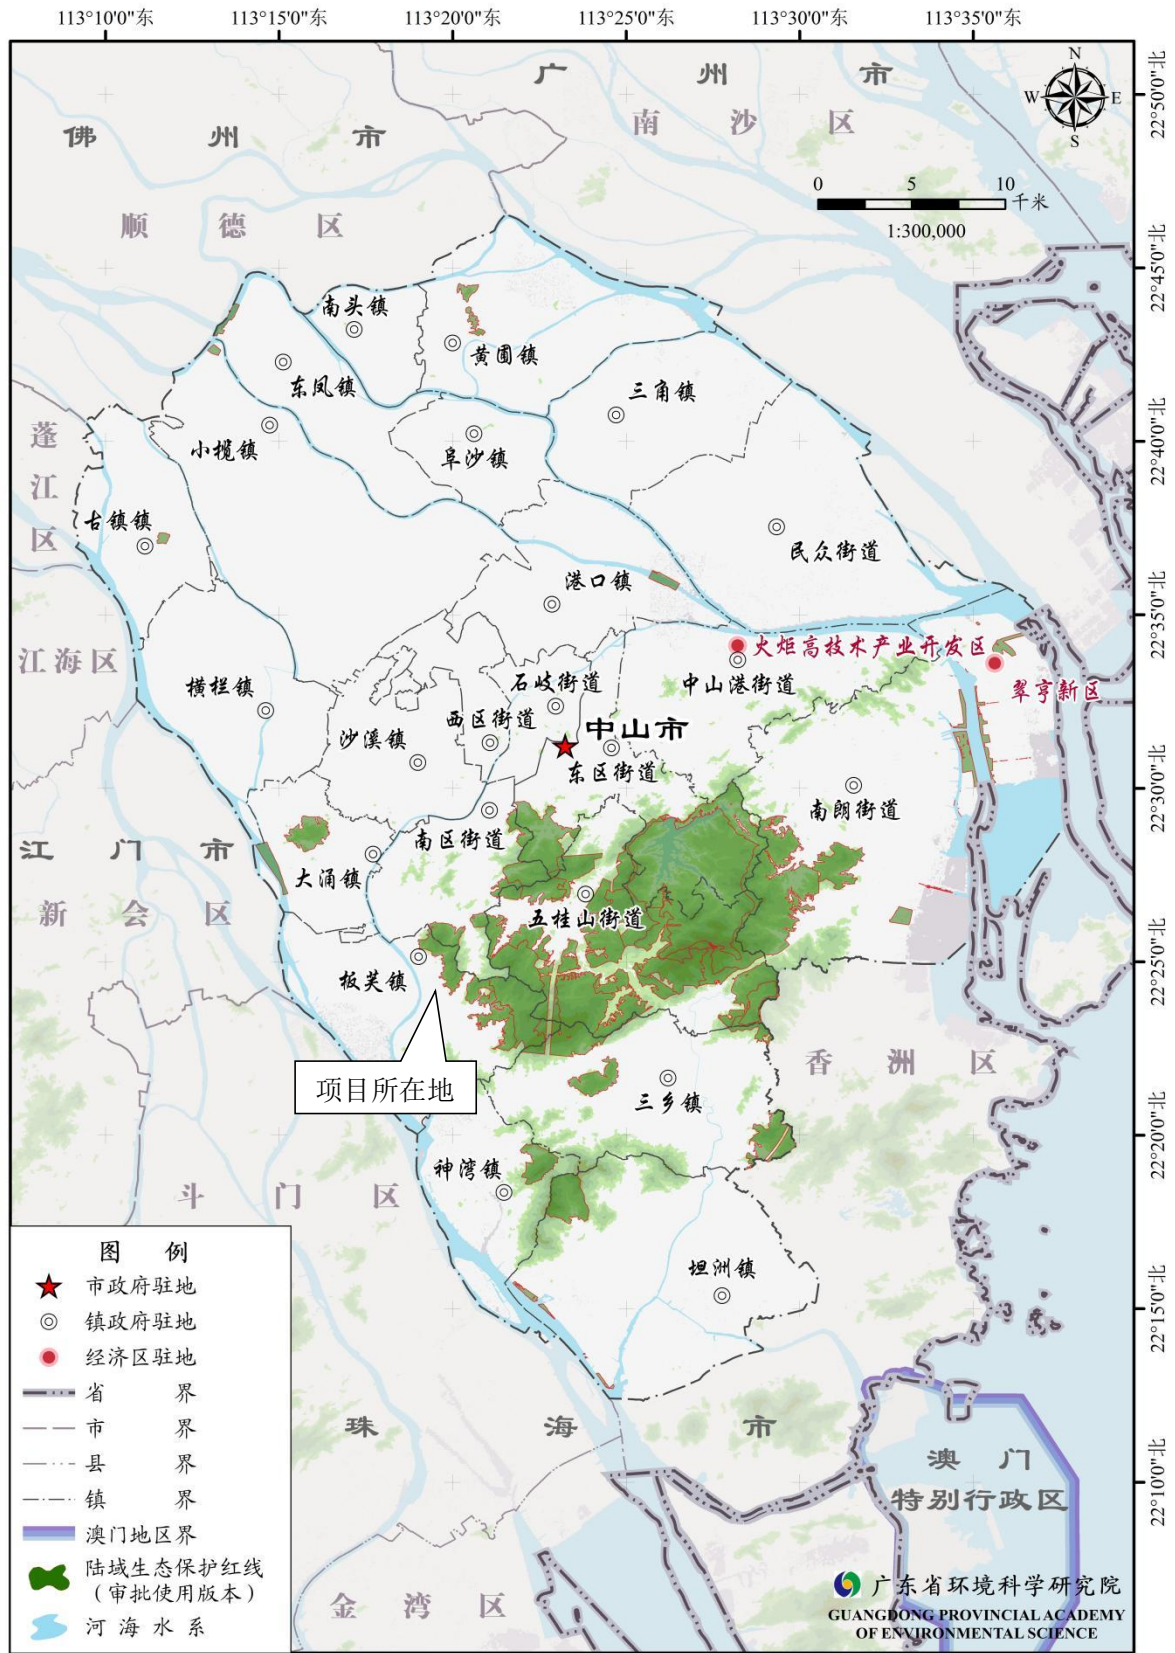 113°10'0"东
113°15'0"东
113°20'0"东
113°25'0"东
113°30'0"东
113°35'0"东
广州市
佛州市
南沙区
顺德区
N
W
E
S
0
5
10
千米
1:300,000
22°50'0"北
22°45'0"北
22°40'0"北
22°35'0"北
22°30'0"北
22°25'0"北
22°20'0"北
22°15'0"北
22°10'0"北
南头镇
黄圃镇
东凤镇
三角镇
小榄镇
阜沙镇
蓬江区
古镇镇
民众街道
港口镇
火炬高技术产业开发区
江海区
横栏镇
石岐街道
中山港街道
翠亨新区
西区街道
沙溪镇
中山市
东区街道
南朗街道
南区街道
江门市
大涌镇
新会区
五桂山街道
板芙镇
项目所在地
香洲区
三乡镇
神湾镇
斗门区
坦洲镇
图例
市政府驻地
镇政府驻地
经济区驻地
省界
市界
县界
镇界
澳门地区界
陆域生态保护红线
（审批使用版本）
河海水系
珠海市
澳门
特别行政区
金湾区
广东省环境科学研究院
GUANGDONG PROVINCIAL ACADEMY
OF ENVIRONMENTAL SCIENCE